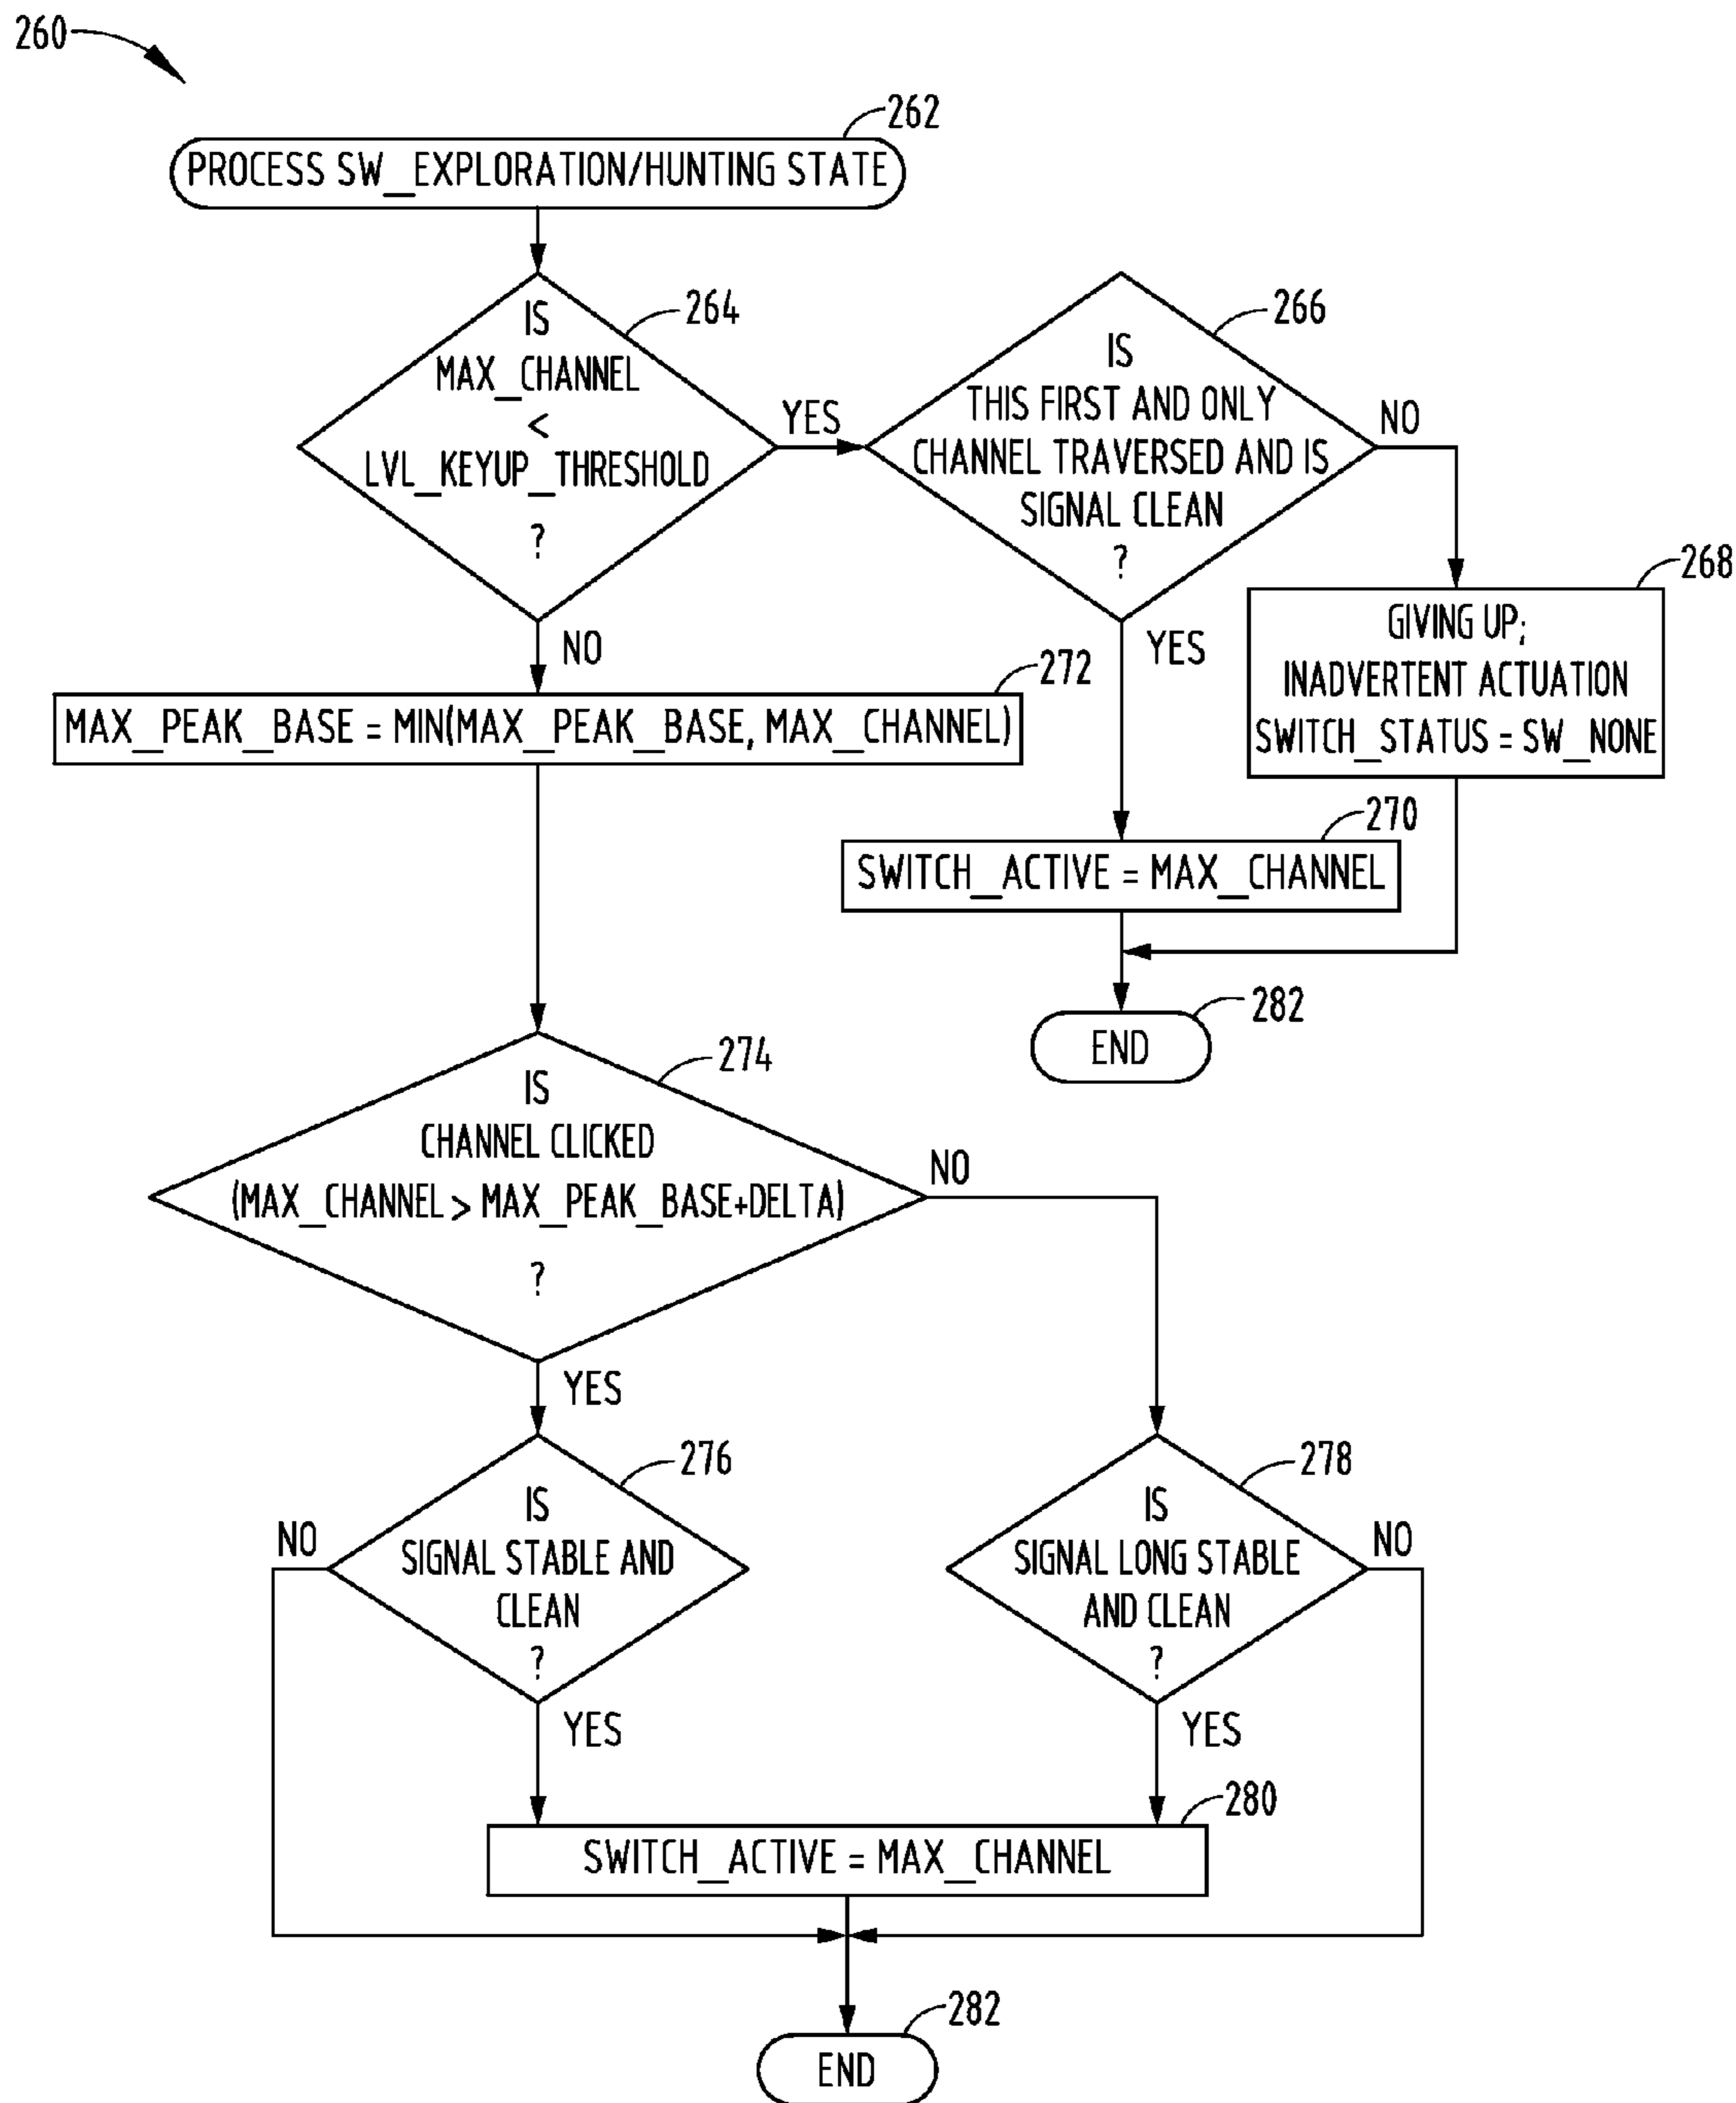 260
262
PROCESS SW_EXPLORATION/HUNTING STATE
264
IS
MAX_CHANNEL
<
LVL_KEYUP_THRESHOLD
?
YES
NO
266
IS
THIS FIRST AND ONLY
CHANNEL TRAVERSED AND IS
SIGNAL CLEAN
?
NO
YES
268
GIVING UP;
INADVERTENT ACTUATION
SWITCH_STATUS = SW_NONE
272
MAX_PEAK_BASE = MIN(MAX_PEAK_BASE, MAX_CHANNEL)
270
SWITCH_ACTIVE = MAX_CHANNEL
282
END
274
IS
CHANNEL CLICKED
(MAX_CHANNEL > MAX_PEAK_BASE+DELTA)
?
NO
YES
276
IS
SIGNAL STABLE AND
CLEAN
?
NO
YES
278
IS
SIGNAL LONG STABLE
AND CLEAN
?
NO
YES
280
SWITCH_ACTIVE = MAX_CHANNEL
282
END